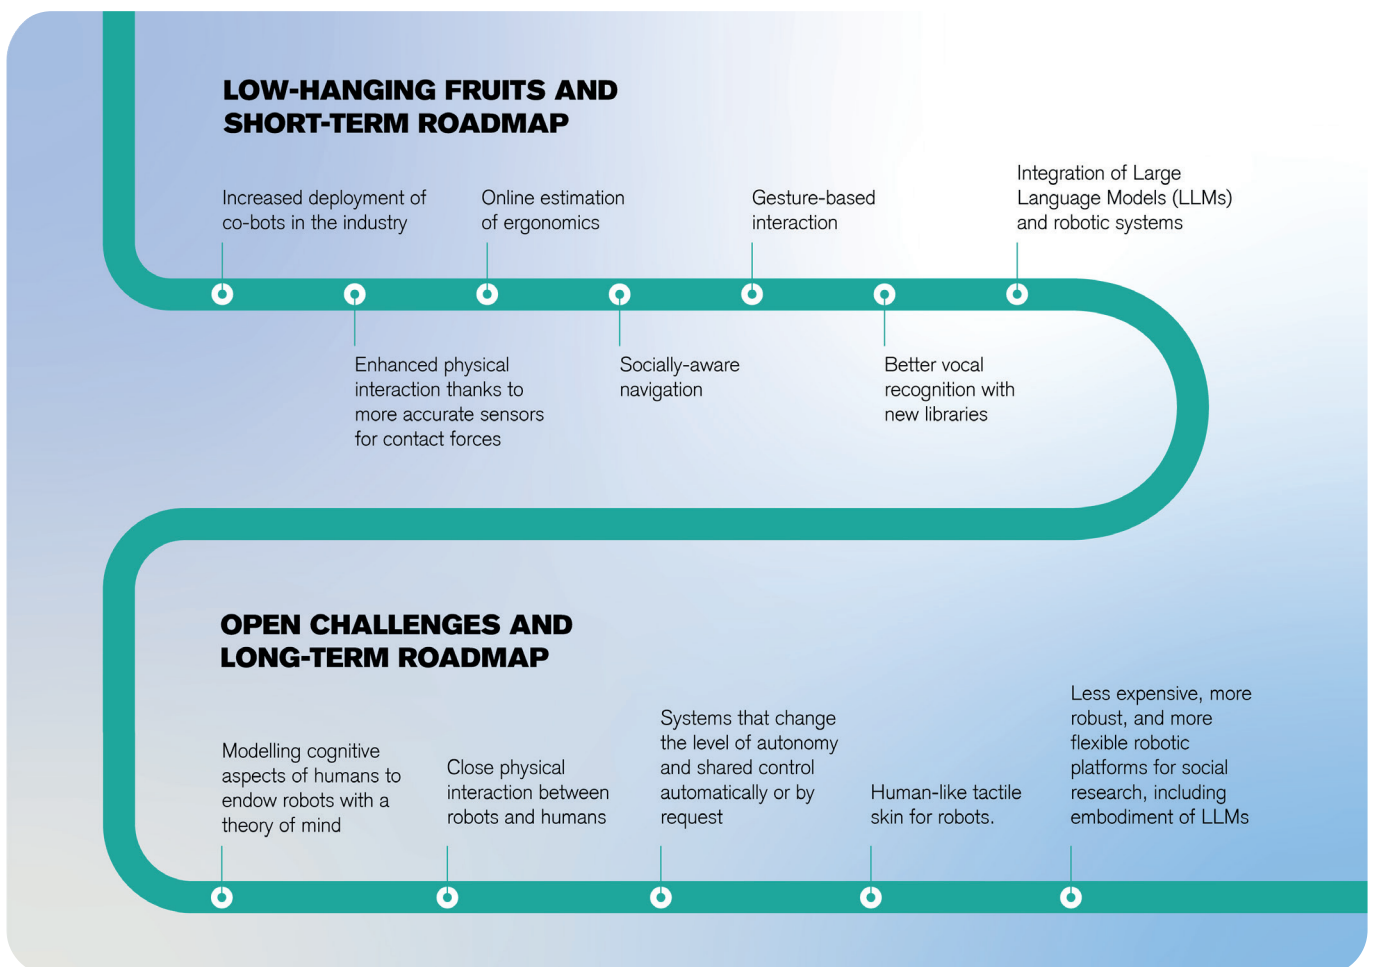 LOW-HANGING FRUITS AND
SHORT-TERM ROADMAP
Increased deployment of
co-bots in the industry
Enhanced physical
interaction thanks to
more accurate sensors
for contact forces
Online estimation
of ergonomics
Socially-aware
navigation
Gesture-based
interaction
Better vocal
recognition with
new libraries
Integration of Large
Language Models (LLMs)
and robotic systems
OPEN CHALLENGES AND
LONG-TERM ROADMAP
Modelling cognitive
aspects of humans to
endow robots with a
theory of mind
Close physical
interaction between
robots and humans
Systems that change
the level of autonomy
and shared control
automatically or by
request
Human-like tactile
skin for robots.
Less expensive, more
robust, and more
flexible robotic
platforms for social
research, including
embodiment of LLMs